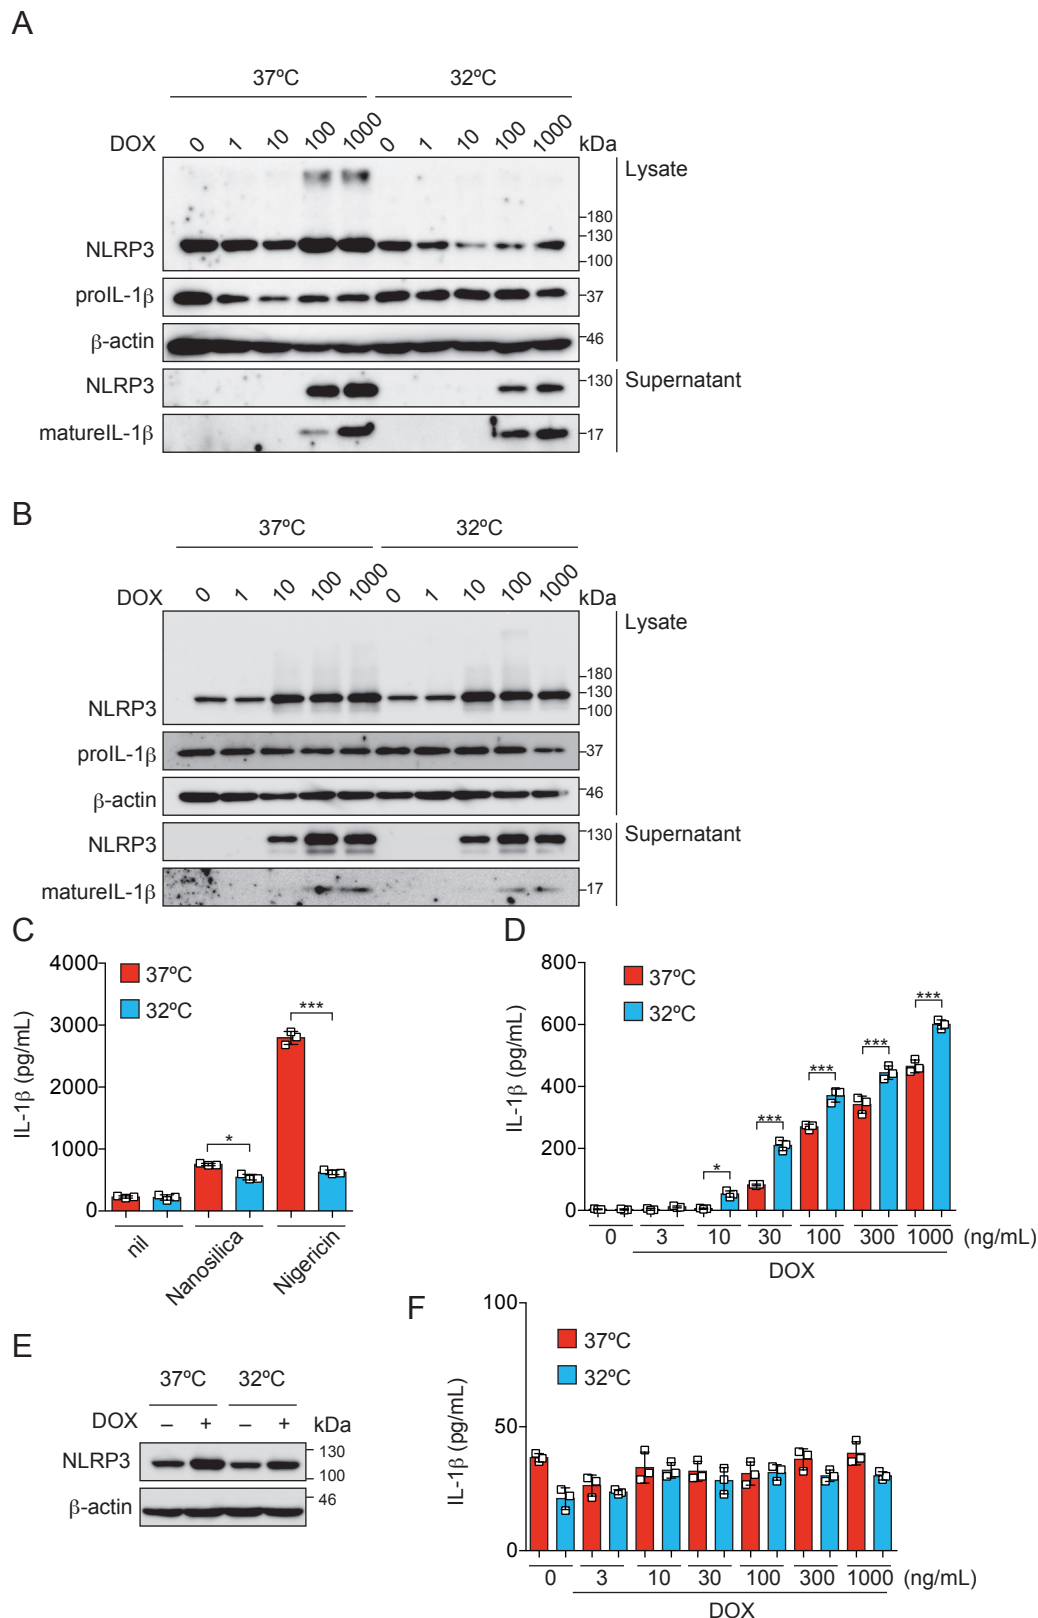 A
37ºC 32ºC
DOX 0 1 10 100 1000 0 1 10 100 1000 kDa
Lysate
180
130
NLRP3
100
proIL-1β 37
β-actin 46
NLRP3 130 Supernatant
matureIL-1β 17
B
37ºC 32ºC
DOX 0 1 10 100 1000 0 1 10 100 1000 kDa
Lysate
180
130
NLRP3 100
proIL-1β 37
β-actin 46
NLRP3 130 Supernatant
matureIL-1β 17
C
4000
3000
2000
1000
0
IL-1β (pg/mL)
37ºC
32ºC
*
***
nil Nanosilica Nigericin
D
800
600
400
200
0
IL-1β (pg/mL)
37ºC
32ºC
* *** *** *** ***
0 3 10 30 100 300 1000 (ng/mL)
DOX
E
37ºC 32ºC
DOX – + – + kDa
NLRP3 130
100
β-actin 46
F
100
50
0
IL-1β (pg/mL)
37ºC
32ºC
0 3 10 30 100 300 1000 (ng/mL)
DOX